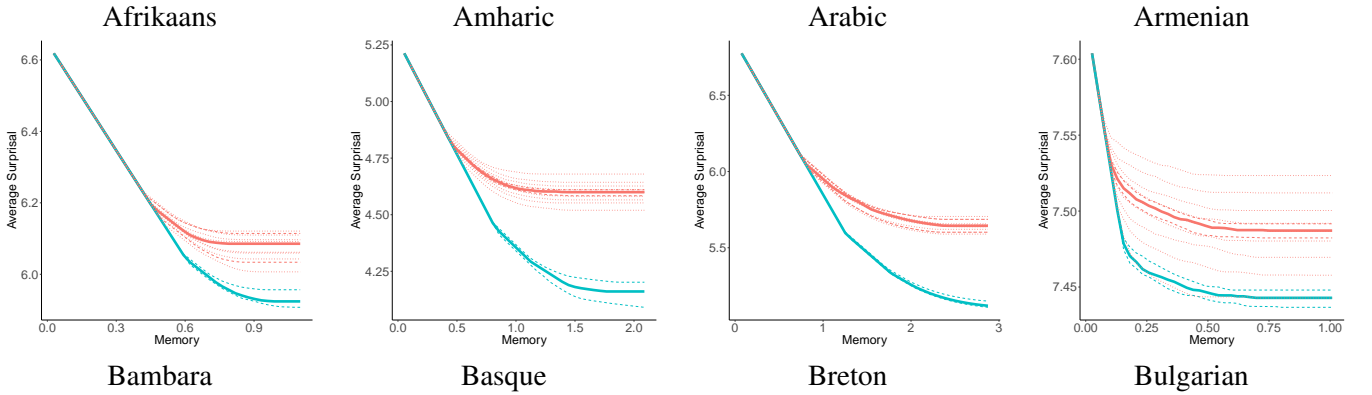 Afrikaans Amharic Arabic Armenian
Average Surprisal
6.6
6.4
6.2
6.0
0.0 0.3 0.6 0.9
Memory
Average Surprisal
5.25
5.00
4.75
4.50
4.25
0.0 0.5 1.0 1.5 2.0
Memory
Average Surprisal
6.5
6.0
5.5
0 1 2 3
Memory
Average Surprisal
7.60
7.55
7.50
7.45
0.00 0.25 0.50 0.75 1.00
Memory
Bambara Basque Breton Bulgarian